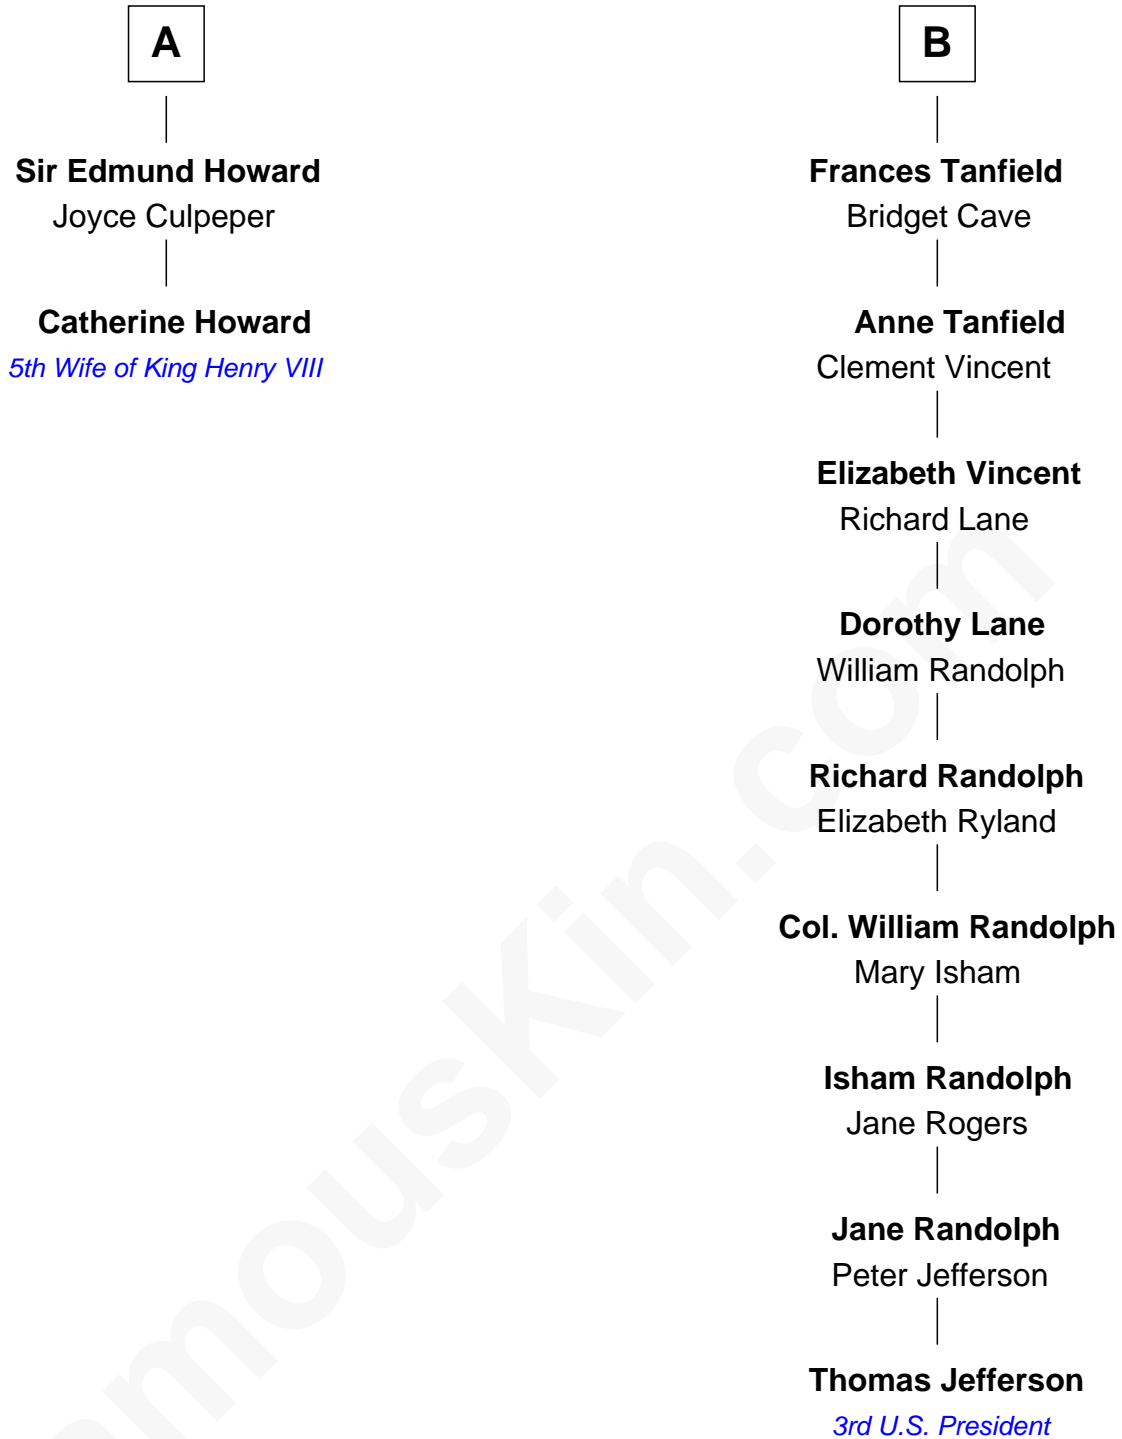 A
Sir Edmund Howard
Joyce Culpeper
Catherine Howard
5th Wife of King Henry VIII
B
Frances Tanfield
Bridget Cave
Anne Tanfield
Clement Vincent
Elizabeth Vincent
Richard Lane
Dorothy Lane
William Randolph
Richard Randolph
Elizabeth Ryland
Col. William Randolph
Mary Isham
Isham Randolph
Jane Rogers
Jane Randolph
Peter Jefferson
Thomas Jefferson
3rd U.S. President
amousKin.com